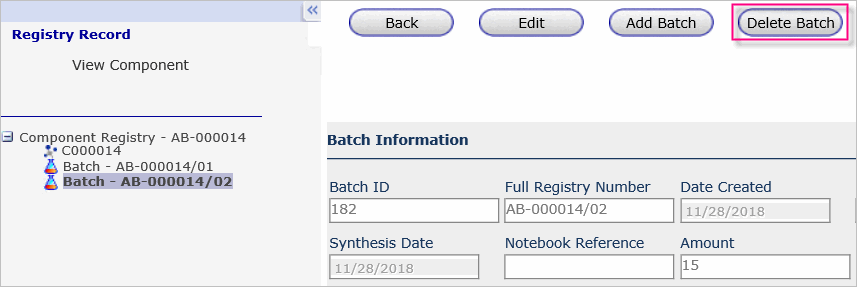 «
Back
Edit
Add Batch
Delete Batch
Registry Record
View Component
Component Registry - AB-000014
C000014
Batch - AB-000014/01
Batch - AB-000014/02
Batch Information
Batch ID
Full Registry Number
Date Created
182
AB-000014/02
11/28/2018
Synthesis Date
Notebook Reference
Amount
11/28/2018
15